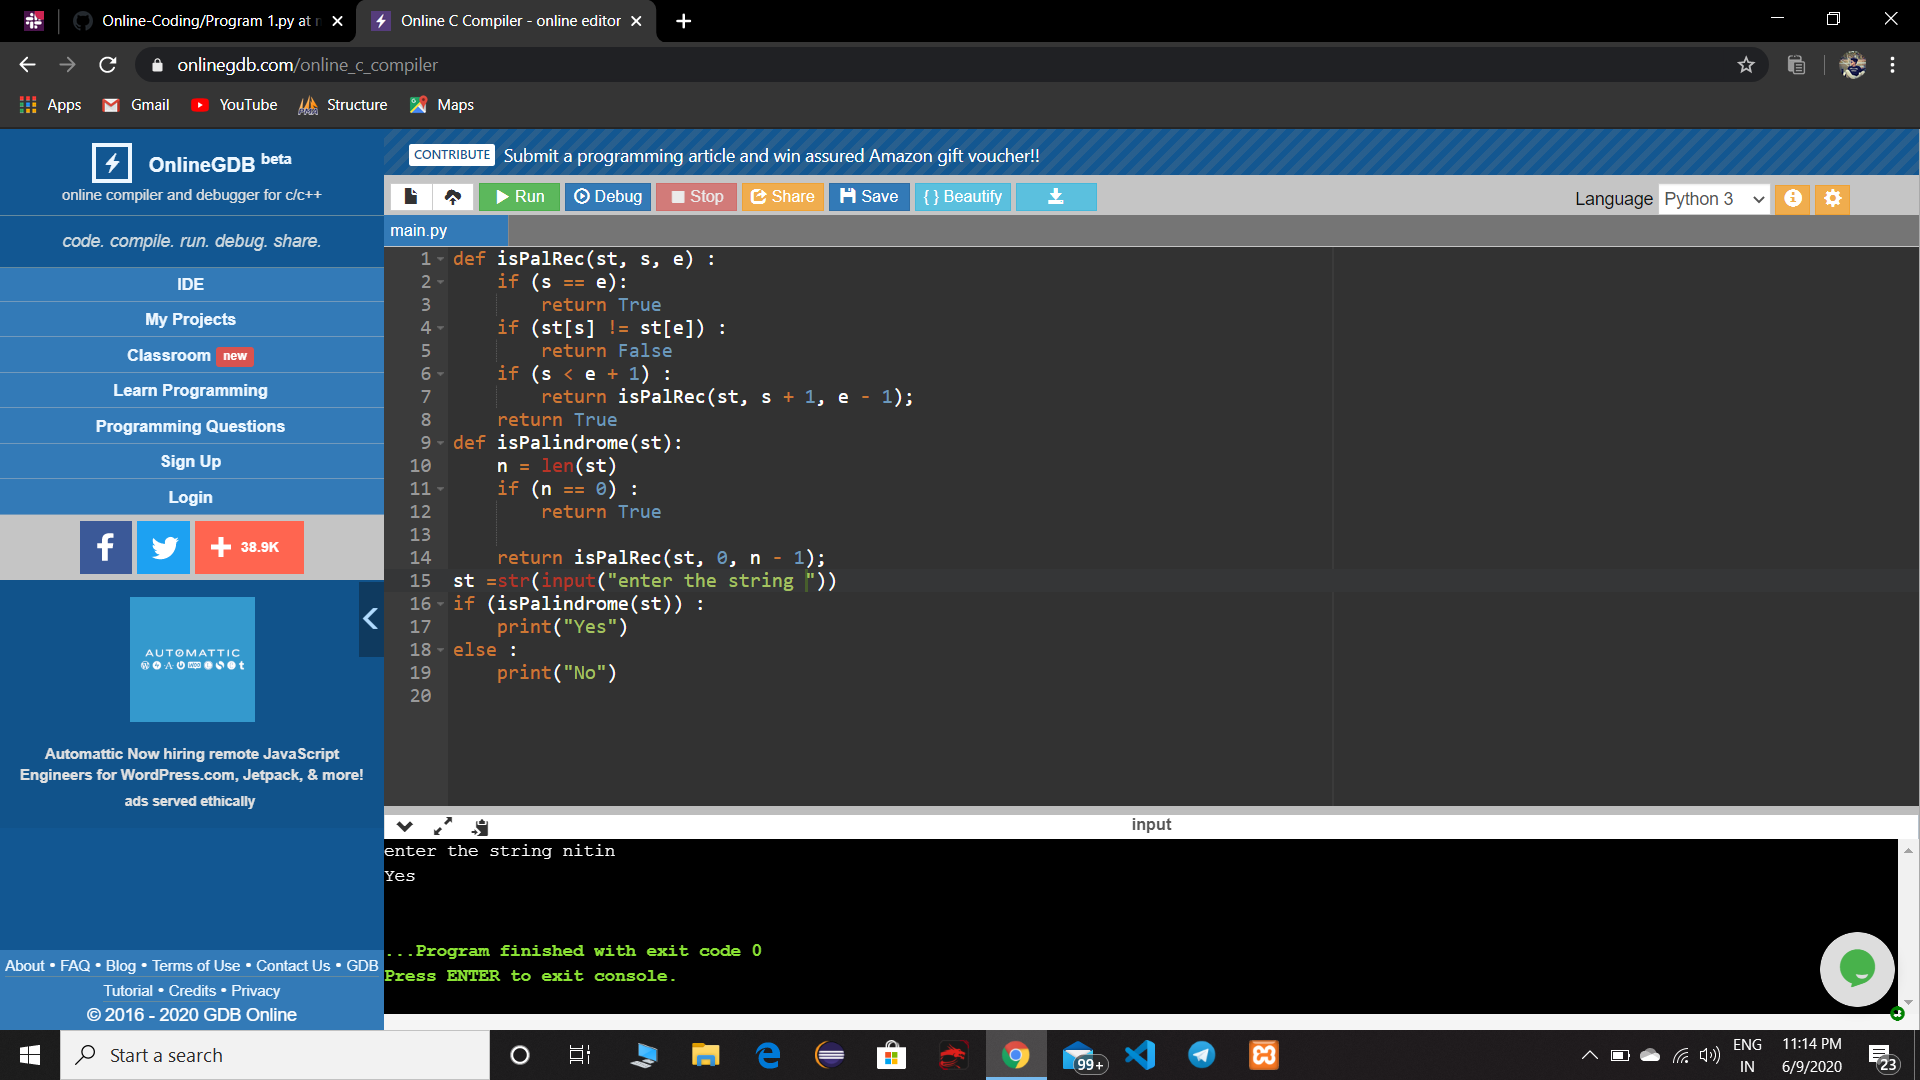 Online-Coding/Program 1.py at
Online C Compiler - online editor
onlinegdb.com/online_c_compiler
Apps
Gmail
YouTube
Structure
Maps
OnlineGDB beta
online compiler and debugger for c/c++
code. compile. run. debug. share.
IDE
My Projects
Classroom new
Learn Programming
Programming Questions
Sign Up
Login
38.9K
AUTOMATTIC
Automattic Now hiring remote JavaScript
Engineers for WordPress.com, Jetpack, & more!
ads served ethically
About • FAQ • Blog • Terms of Use • Contact Us • GDB
Tutorial • Credits • Privacy
© 2016 - 2020 GDB Online
CONTRIBUTE Submit a programming article and win assured Amazon gift voucher!!
Run
Debug
Stop
Share
Save
{ } Beautify
Language Python 3
main.py
1 def isPalRec(st, s, e) :
2     if (s == e):
3         return True
4     if (st[s] != st[e]) :
5         return False
6     if (s < e + 1) :
7         return isPalRec(st, s + 1, e - 1);
8     return True
9 def isPalindrome(st):
10     n = len(st)
11     if (n == 0) :
12         return True
13
14     return isPalRec(st, 0, n - 1);
15 st =str(input("enter the string "))
16 if (isPalindrome(st)) :
17     print("Yes")
18 else :
19     print("No")
20
input
enter the string nitin
Yes
...Program finished with exit code 0
Press ENTER to exit console.
Start a search
99+
ENG
IN
11:14 PM
6/9/2020
23